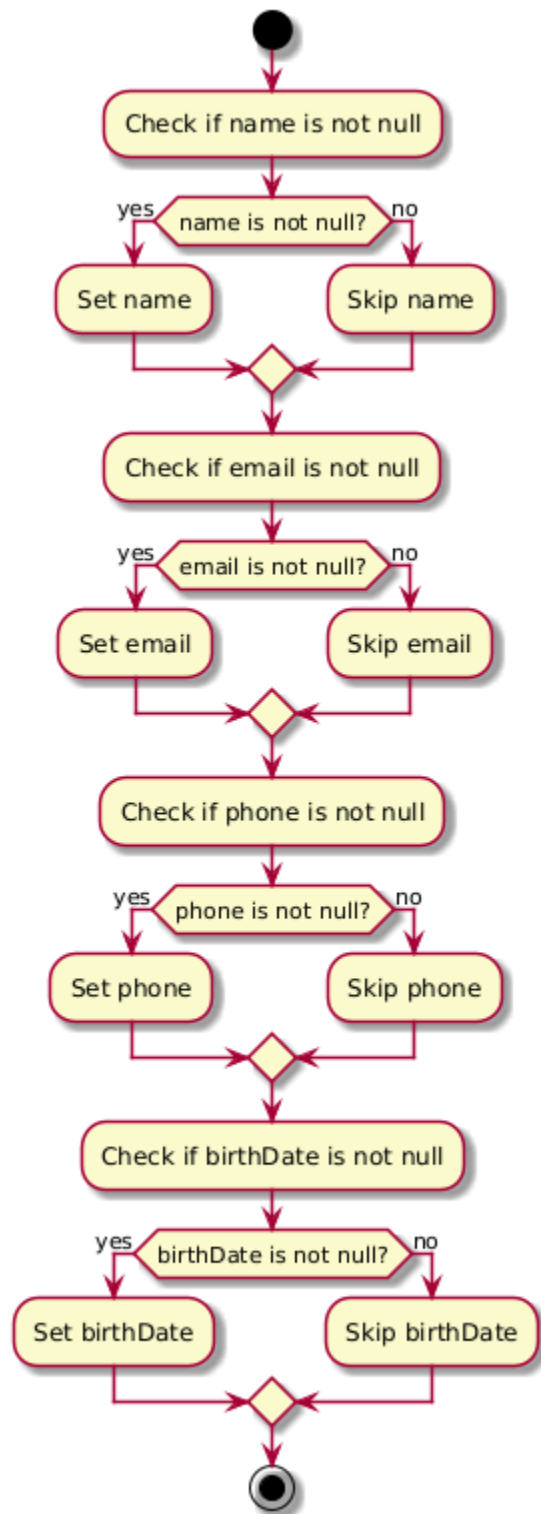 Check if name is not null
yes
name is not null?
no
Set name
Skip name
Check if email is not null
yes
email is not null?
no
Set email
Skip email
Check if phone is not null
yes
phone is not null?
no
Set phone
Skip phone
Check if birthDate is not null
yes
birthDate is not null?
no
Set birthDate
Skip birthDate